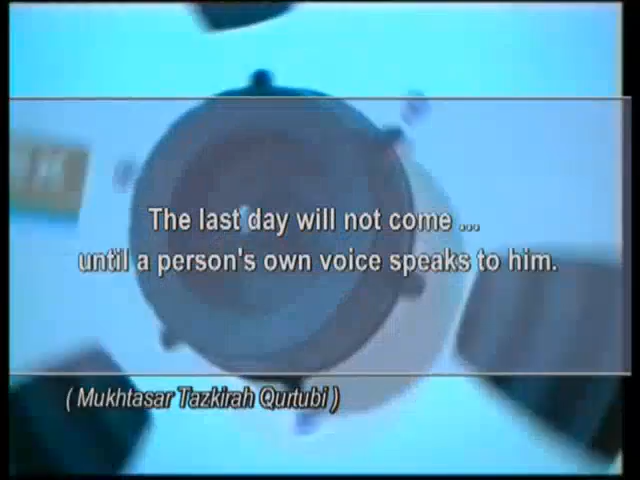 The last day will not come ...
until a person's own voice speaks to him.
( Mukhtasar Tazkirah Qurtubi )